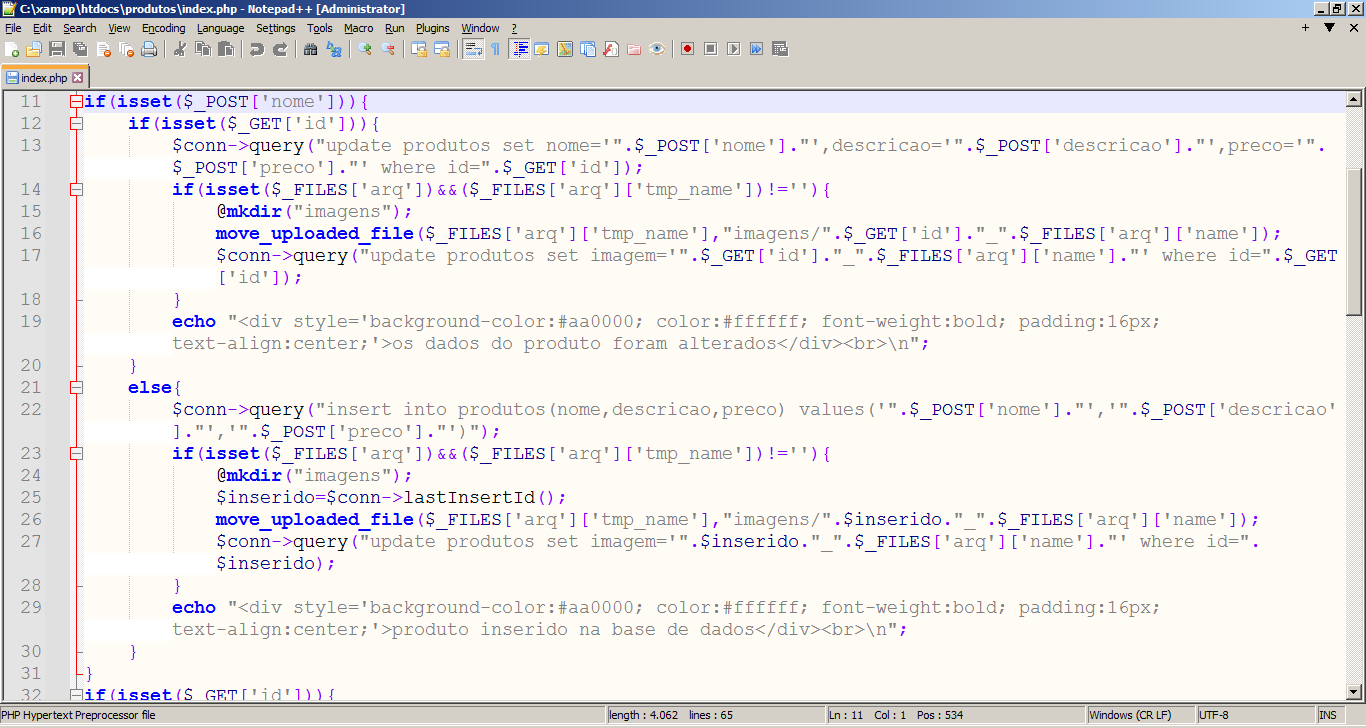 C:\xampp\htdocs\produtos\index.php - Notepad++ [Administrator]
File Edit Search View Encoding Language Settings Tools Macro Run Plugins Window ?
index.php
11 if(isset($_POST['nome'])){
12 if(isset($_GET['id'])){
13 $conn->query("update produtos set nome='".$_POST['nome']."',descricao='".$_POST['descricao']."',preco='".
$_POST['preco']."' where id=".$_GET['id']);
14 if(isset($_FILES['arq'])&&($_FILES['arq']['tmp_name'])!=''){
15 @mkdir("imagens");
16 move_uploaded_file($_FILES['arq']['tmp_name'],"imagens/".$_GET['id']."_".$_FILES['arq']['name']);
17 $conn->query("update produtos set imagem='".$_GET['id']."_".$_FILES['arq']['name']."' where id=".$_GET
['id']);
18 }
19 echo "<div style='background-color:#aa0000; color:#ffffff; font-weight:bold; padding:16px;
text-align:center;'>os dados do produto foram alterados</div><br>\n";
20 }
21 else{
22 $conn->query("insert into produtos(nome,descricao,preco) values('".$_POST['nome']."','".$_POST['descricao'
]."','".$_POST['preco']."')");
23 if(isset($_FILES['arq'])&&($_FILES['arq']['tmp_name'])!=''){
24 @mkdir("imagens");
25 $inserido=$conn->lastInsertId();
26 move_uploaded_file($_FILES['arq']['tmp_name'],"imagens/".$inserido."_".$_FILES['arq']['name']);
27 $conn->query("update produtos set imagem='".$inserido."_".$_FILES['arq']['name']."' where id=".
$inserido);
28 }
29 echo "<div style='background-color:#aa0000; color:#ffffff; font-weight:bold; padding:16px;
text-align:center;'>produto inserido na base de dados</div><br>\n";
30 }
31 }
32 if(isset($_GET['id'])){
PHP Hypertext Preprocessor file length : 4.062 lines : 65 Ln : 11 Col : 1 Pos : 534 Windows (CR LF) UTF-8 INS